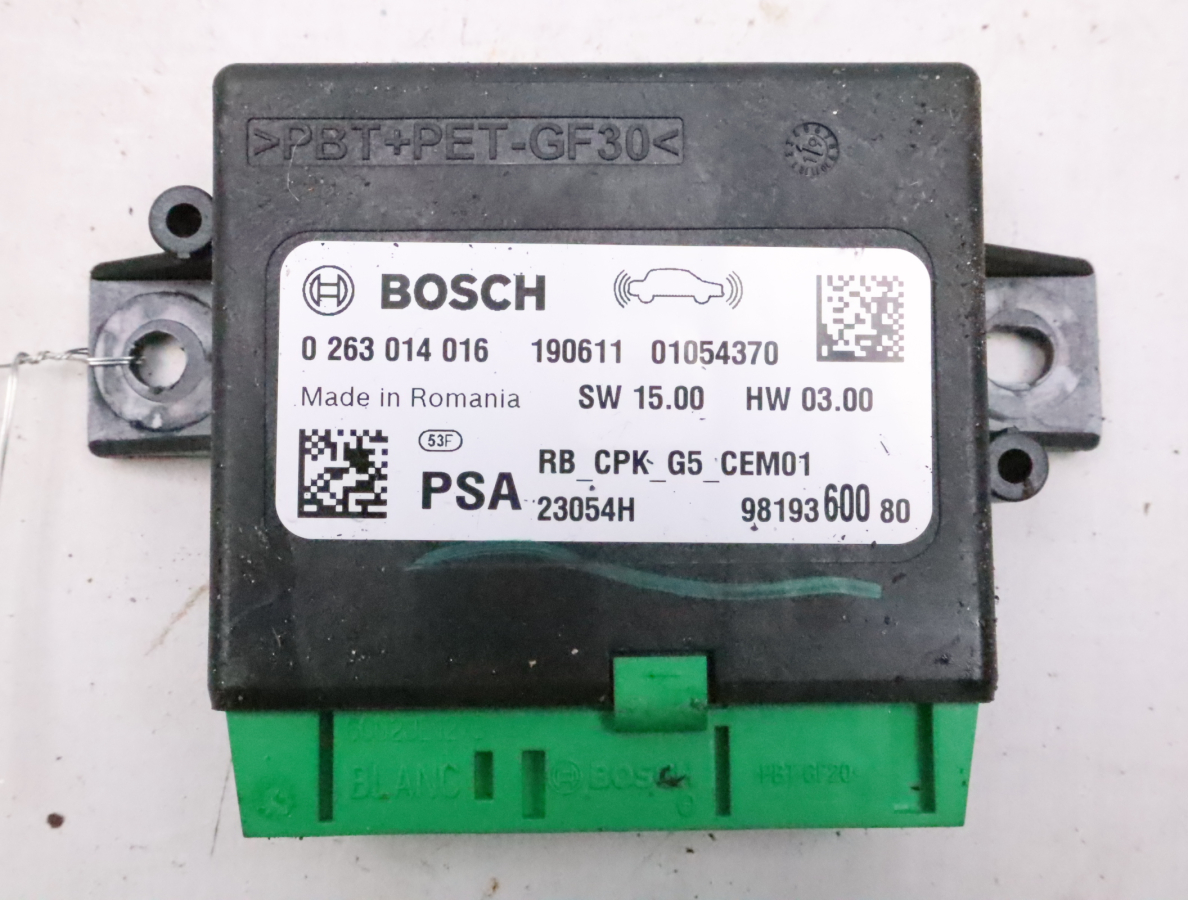 >PBT+PET-GF30<
BOSCH
0 263 014 016 190611 01054370
Made in Romania SW 15.00 HW 03.00
53F
PSA
RB_CPK_G5_CEM01
23054H 98193 600 80
BLANC BOSCH PBT-GF20